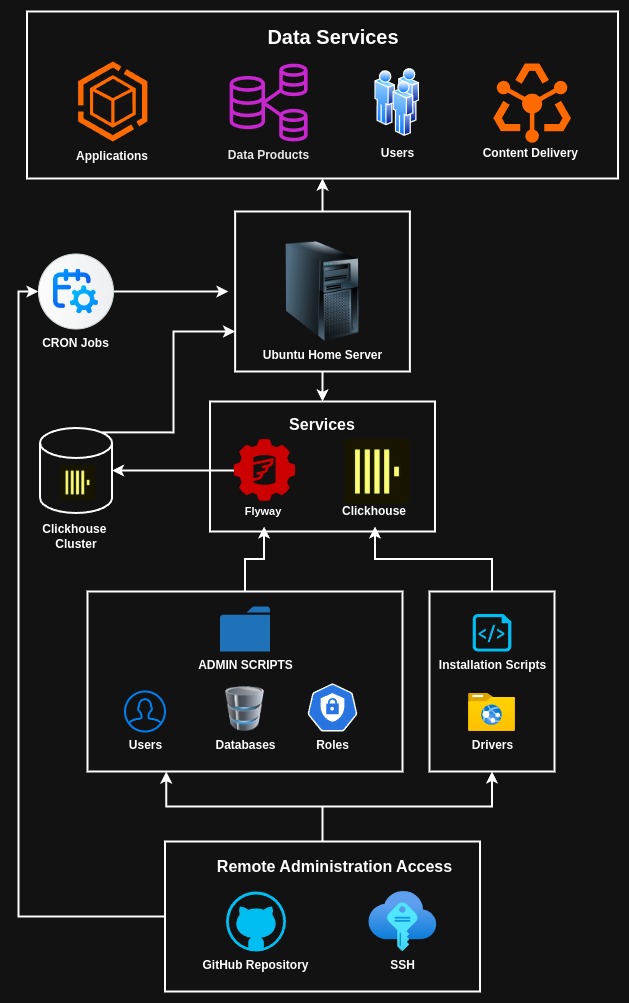 Data Services
Applications
Data Products
Users
Content Delivery
Ubuntu Home Server
CRON Jobs
Services
Flyway
Clickhouse
Clickhouse
Cluster
ADMIN SCRIPTS
Users
Databases
Roles
Installation Scripts
Drivers
Remote Administration Access
GitHub Repository
SSH